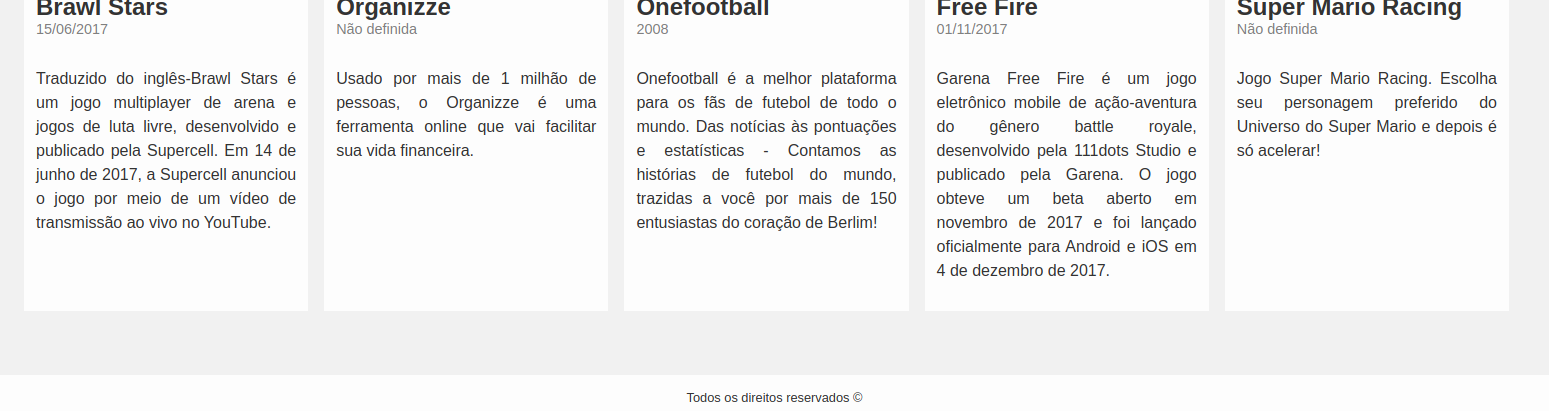 Brawl Stars
15/06/2017
Traduzido do inglês-Brawl Stars é
um jogo multiplayer de arena e
jogos de luta livre, desenvolvido e
publicado pela Supercell. Em 14 de
junho de 2017, a Supercell anunciou
o jogo por meio de um vídeo de
transmissão ao vivo no YouTube.
Organizze
Não definida
Usado por mais de 1 milhão de
pessoas, o Organizze é uma
ferramenta online que vai facilitar
sua vida financeira.
Onefootball
2008
Onefootball é a melhor plataforma
para os fãs de futebol de todo o
mundo. Das notícias às pontuações
e estatísticas - Contamos as
histórias de futebol do mundo,
trazidas a você por mais de 150
entusiastas do coração de Berlim!
Free Fire
01/11/2017
Garena Free Fire é um jogo
eletrônico mobile de ação-aventura
do gênero battle royale,
desenvolvido pela 111dots Studio e
publicado pela Garena. O jogo
obteve um beta aberto em
novembro de 2017 e foi lançado
oficialmente para Android e iOS em
4 de dezembro de 2017.
Super Mario Racing
Não definida
Jogo Super Mario Racing. Escolha
seu personagem preferido do
Universo do Super Mario e depois é
só acelerar!
Todos os direitos reservados ©